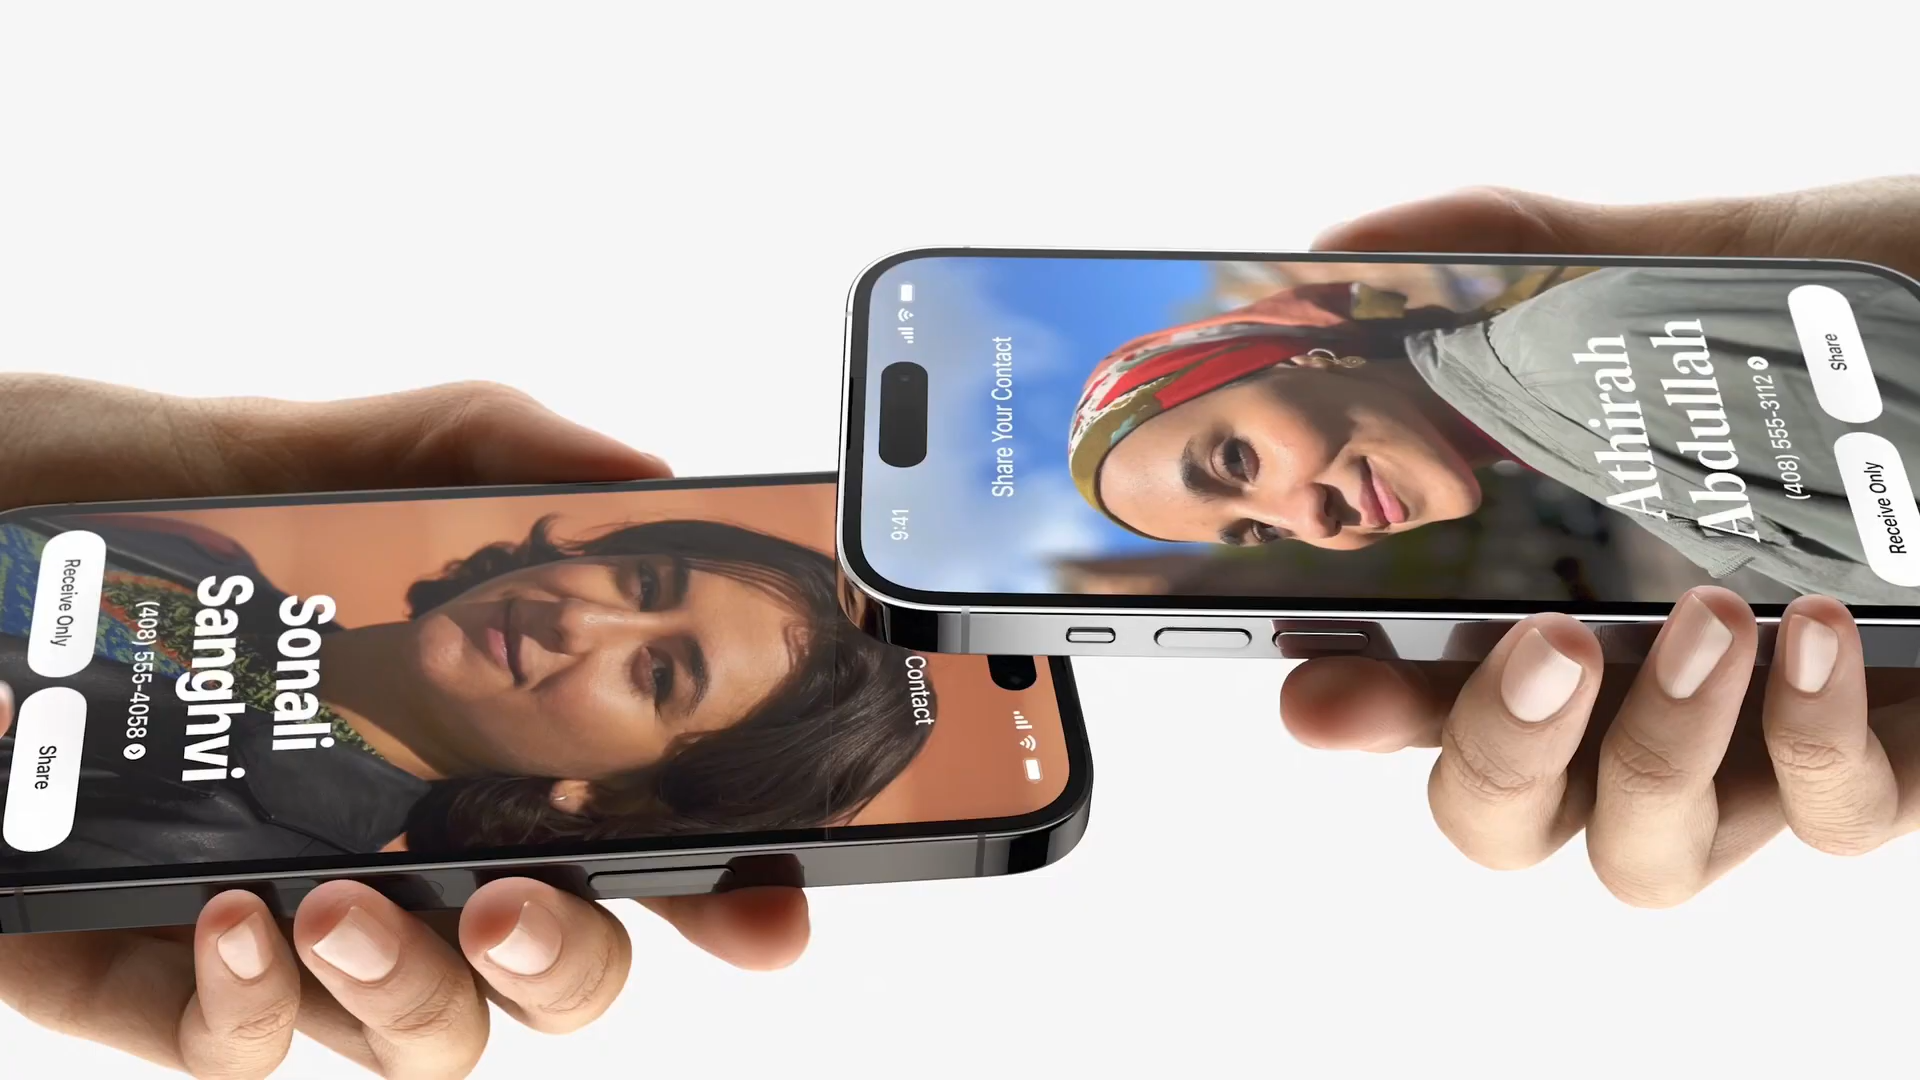 Contact
Sonali
Sanghvi
(408) 555-4058
Receive Only
Share
9:41
Share Your Contact
Athirah
Abdullah
(408) 555-3112
Receive Only
Share